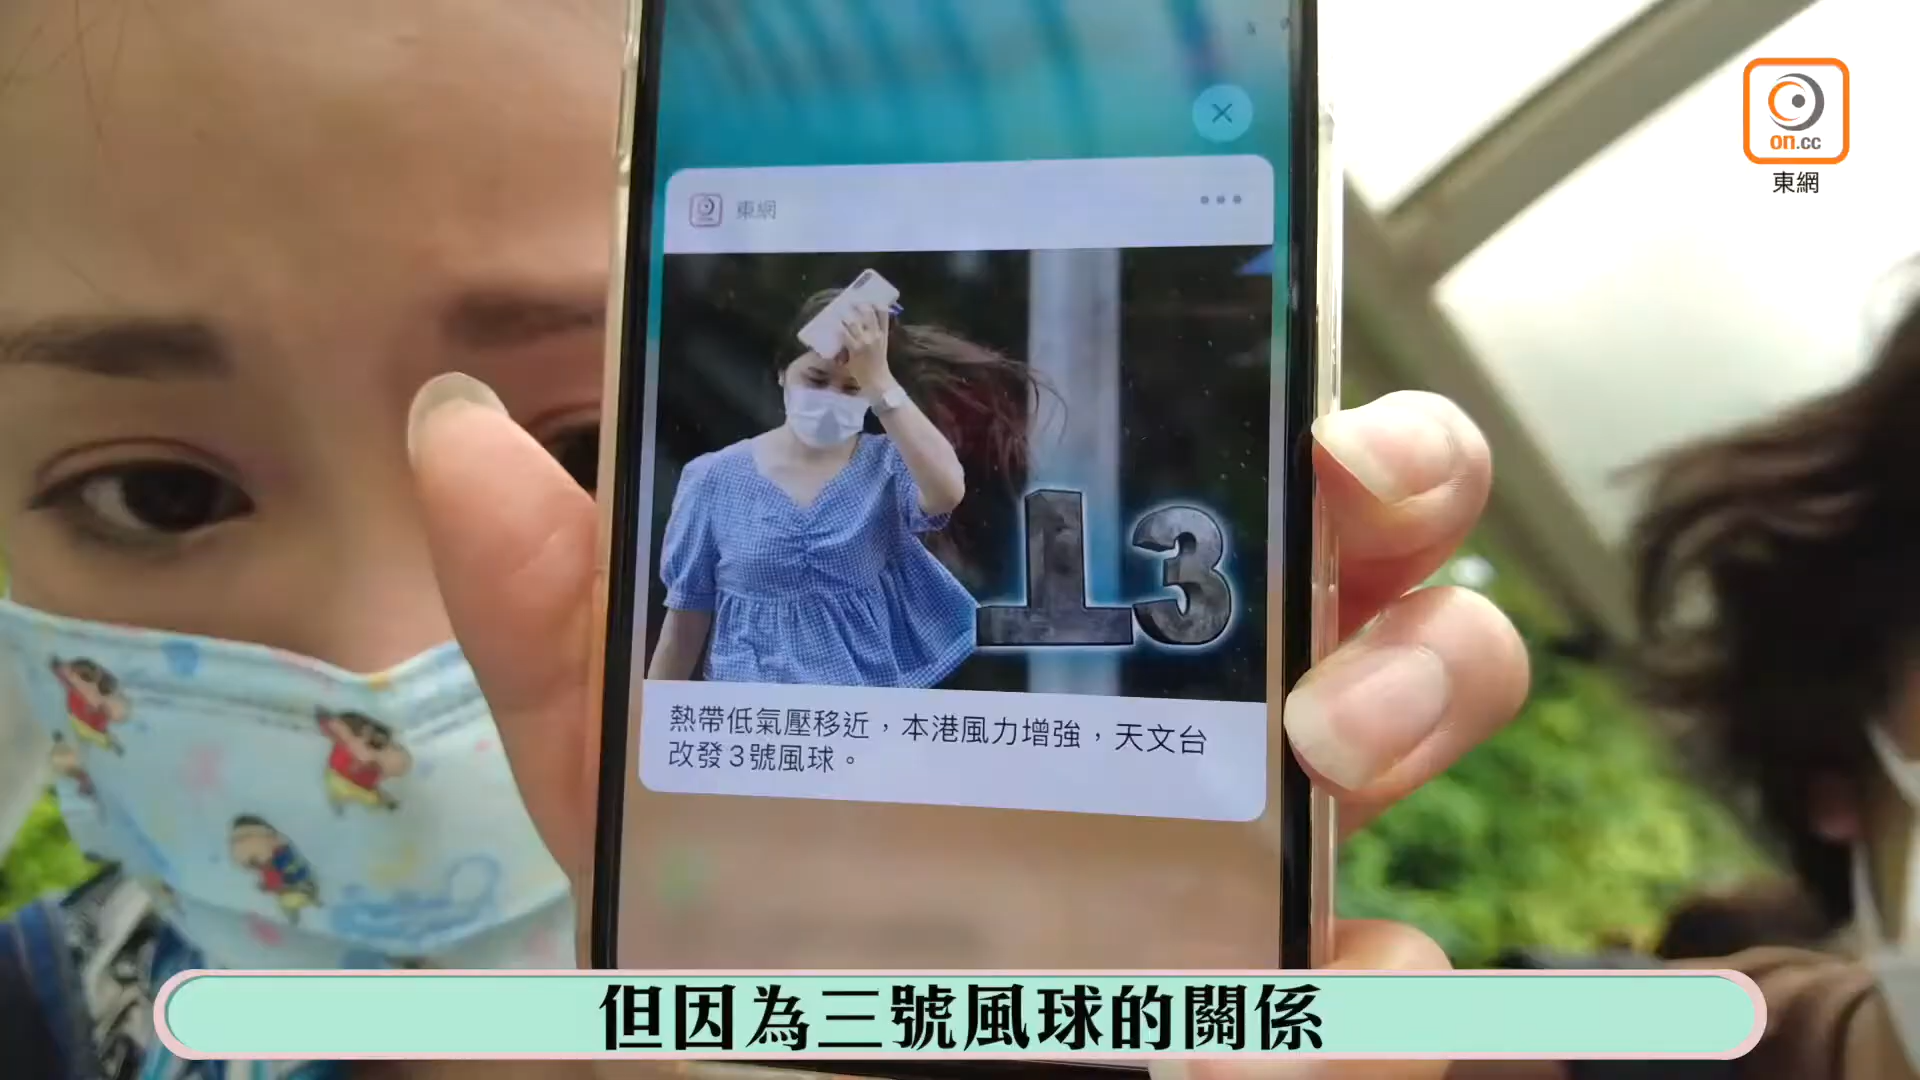 on.cc
東網
東網
⊥3
熱帶低氣壓移近，本港風力增強，天文台
改發3號風球。
但因為三號風球的關係